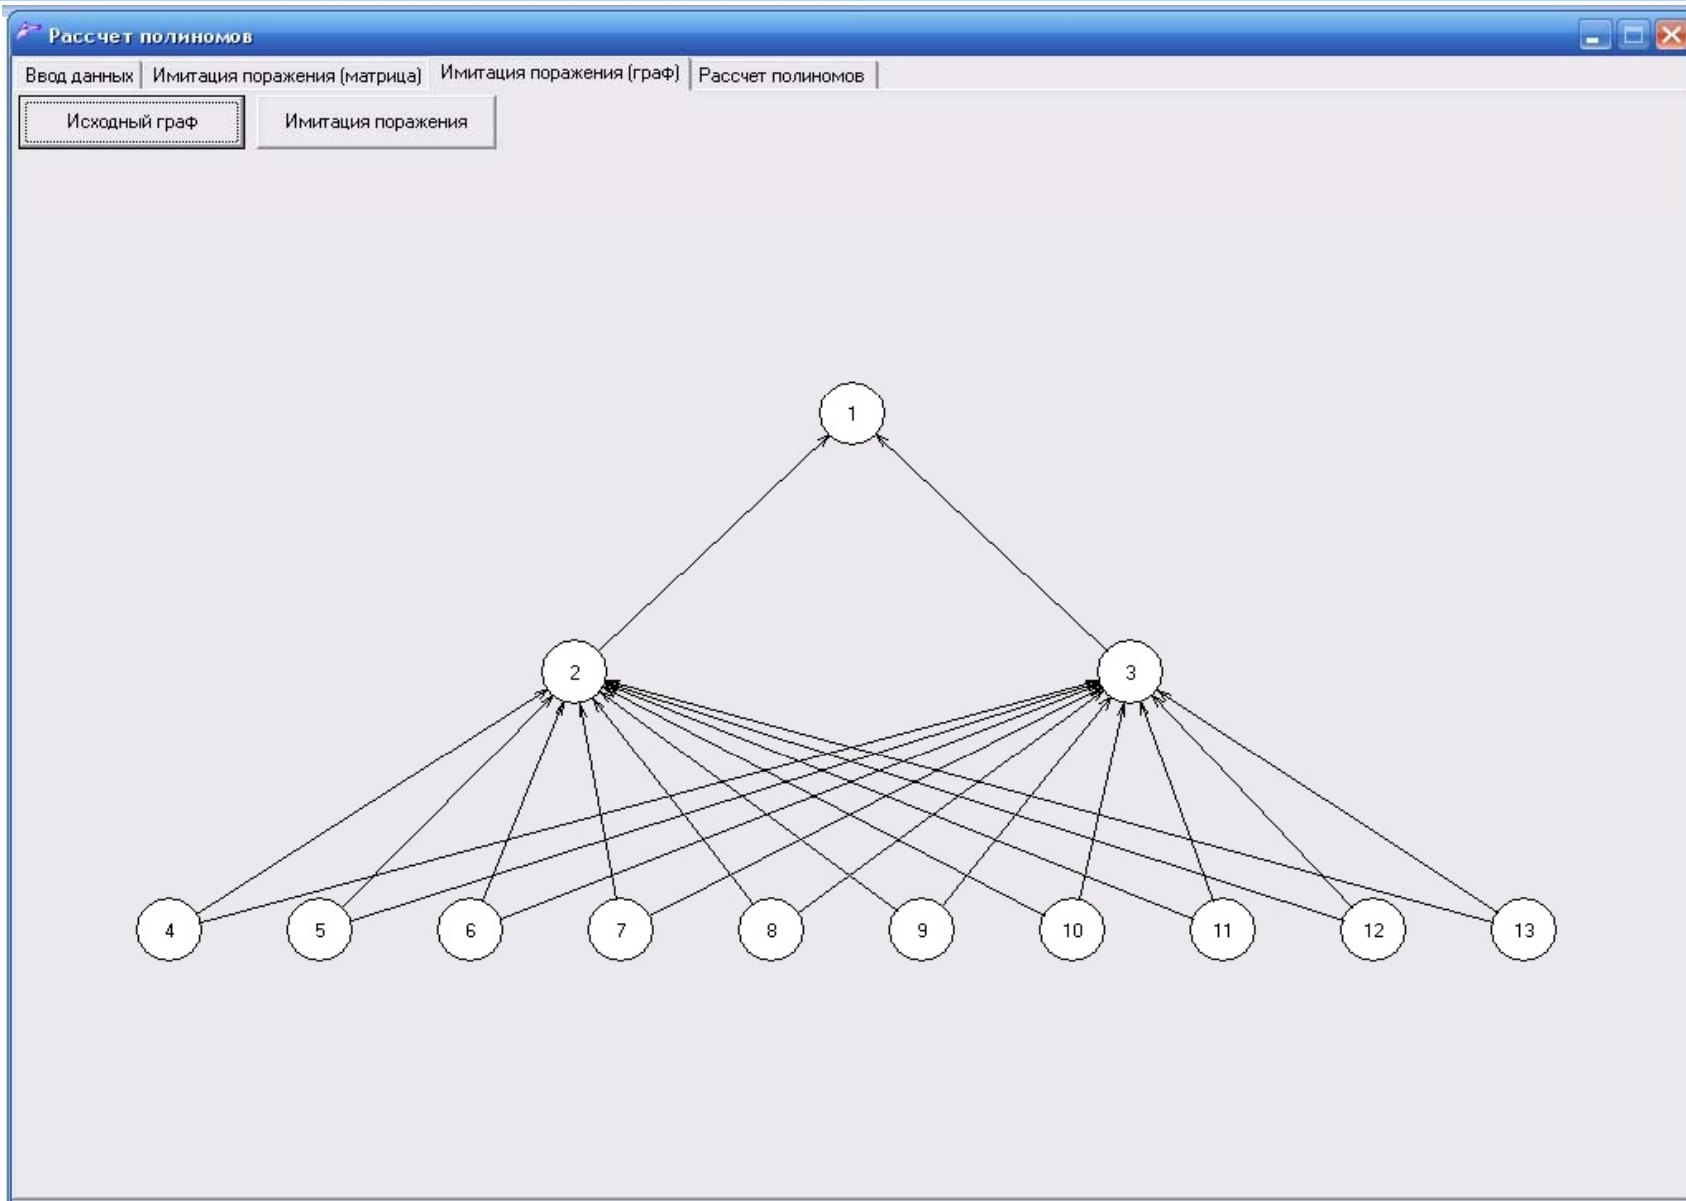 Рассчет полиномов
Ввод данных Имитация поражения (матрица) Имитация поражения (граф) Рассчет полиномов
Исходный граф Имитация поражения
1
2 3
4 5 6 7 8 9 10 11 12 13